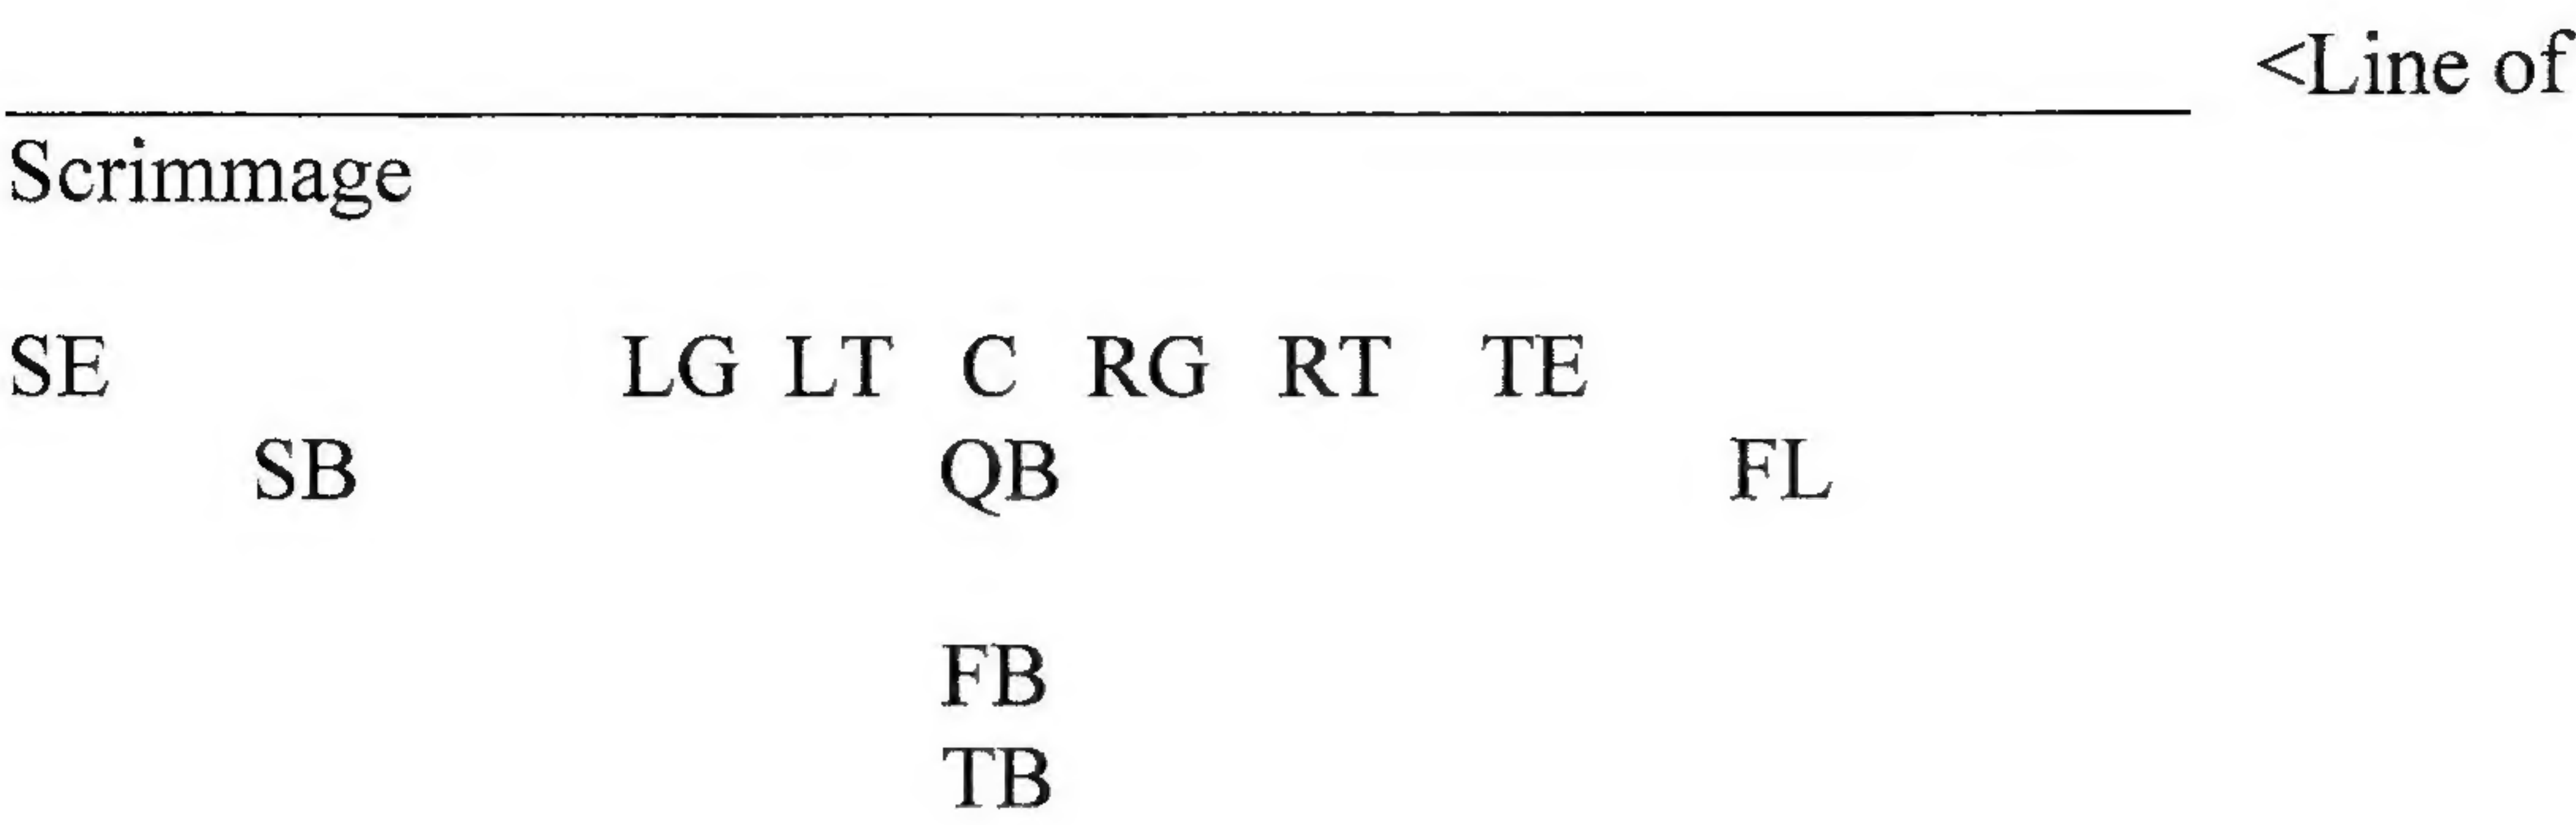 <Line of
Scrimmage
SE LG LT C RG RT TE
SB QB FL
FB
TB